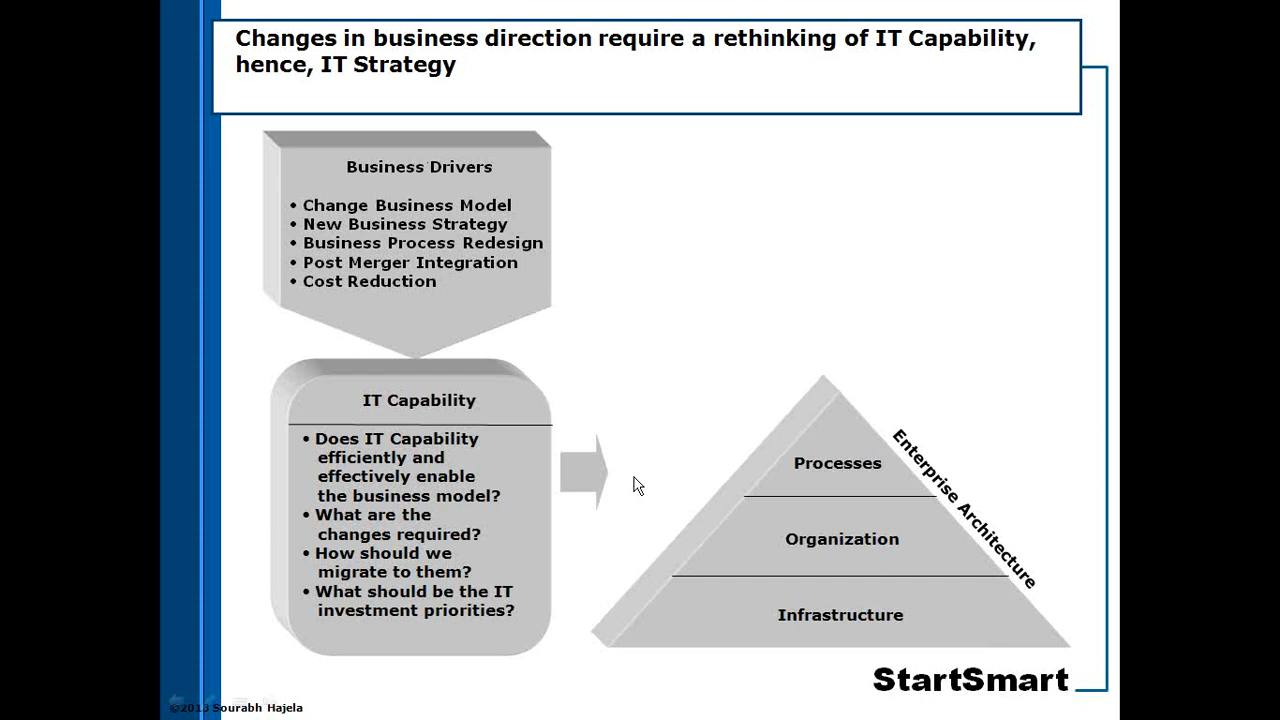 Changes in business direction require a rethinking of IT Capability,
hence, IT Strategy
Business Drivers
• Change Business Model
• New Business Strategy
• Business Process Redesign
• Post Merger Integration
• Cost Reduction
IT Capability
• Does IT Capability
efficiently and
effectively enable
the business model?
• What are the
changes required?
• How should we
migrate to them?
• What should be the IT
investment priorities?
Processes
Organization
Infrastructure
Enterprise Architecture
StartSmart
©2013 Sourabh Hajela